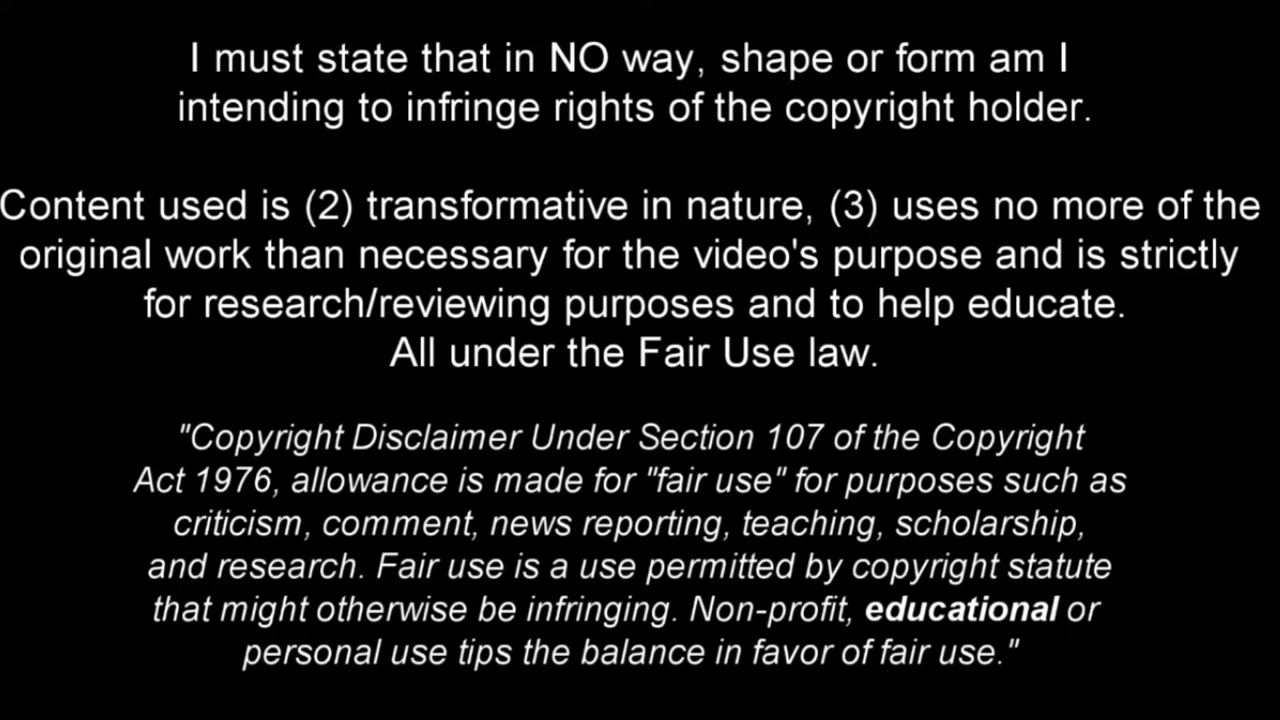 I must state that in NO way, shape or form am I
intending to infringe rights of the copyright holder.
Content used is (2) transformative in nature, (3) uses no more of the
original work than necessary for the video's purpose and is strictly
for research/reviewing purposes and to help educate.
All under the Fair Use law.
"Copyright Disclaimer Under Section 107 of the Copyright
Act 1976, allowance is made for "fair use" for purposes such as
criticism, comment, news reporting, teaching, scholarship,
and research. Fair use is a use permitted by copyright statute
that might otherwise be infringing. Non-profit, educational or
personal use tips the balance in favor of fair use."